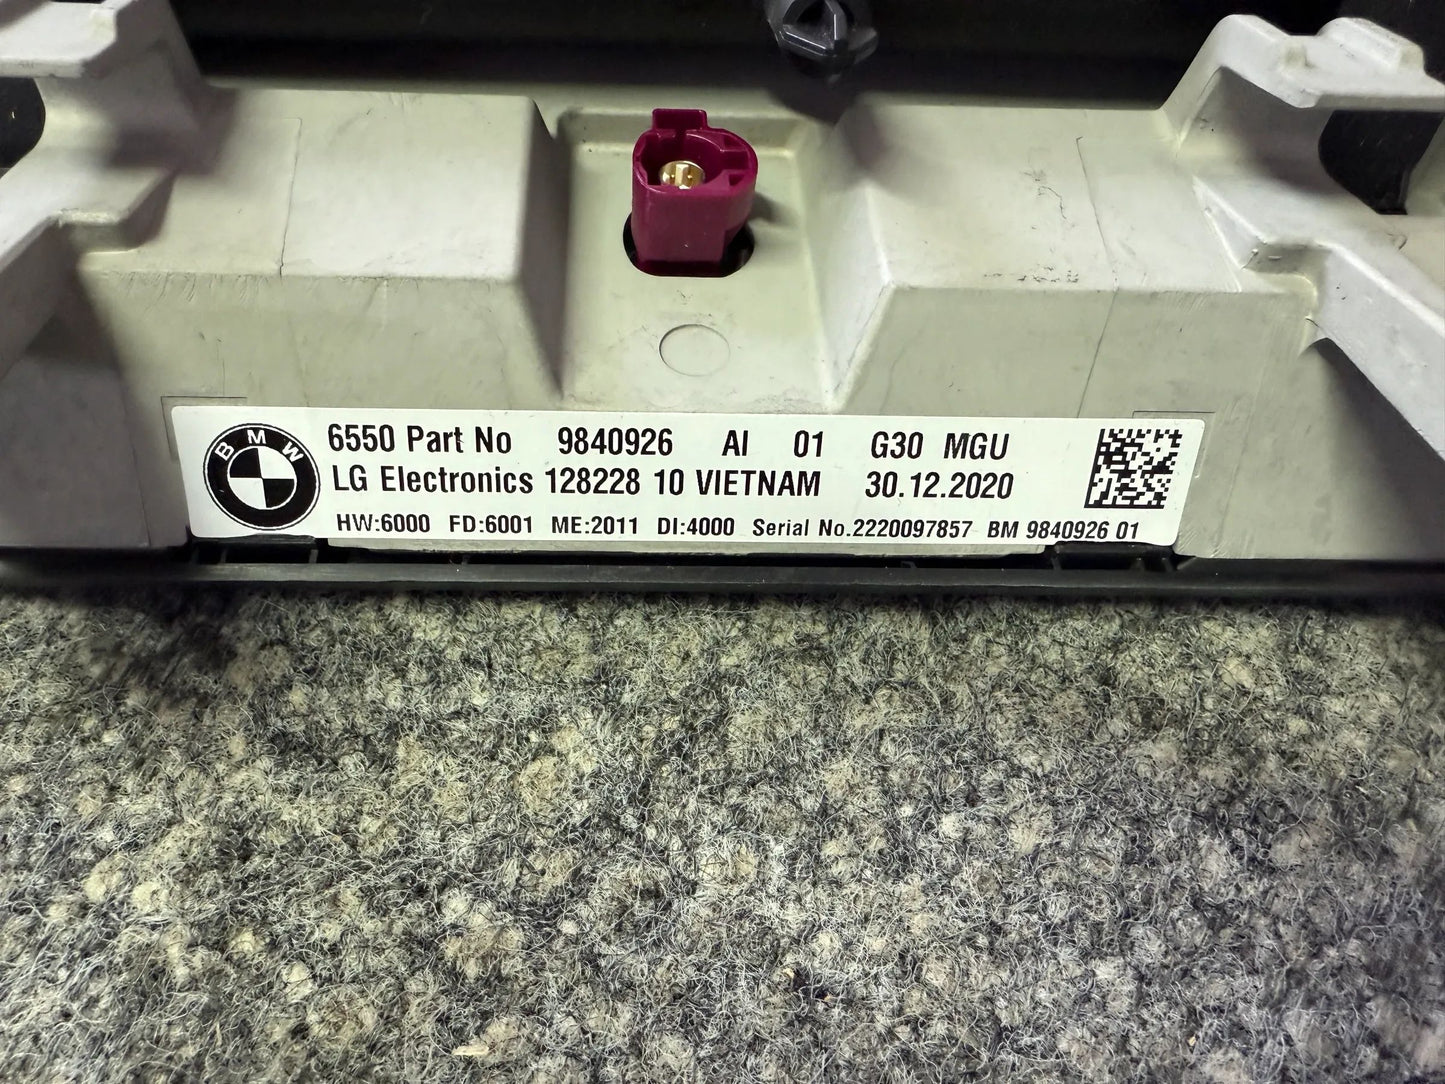 BMW
6550 Part No 9840926 AI 01 G30 MGU
LG Electronics 128228 10 VIETNAM 30.12.2020
HW:6000 FD:6001 ME:2011 DI:4000 Serial No.2220097857 BM 9840926 01